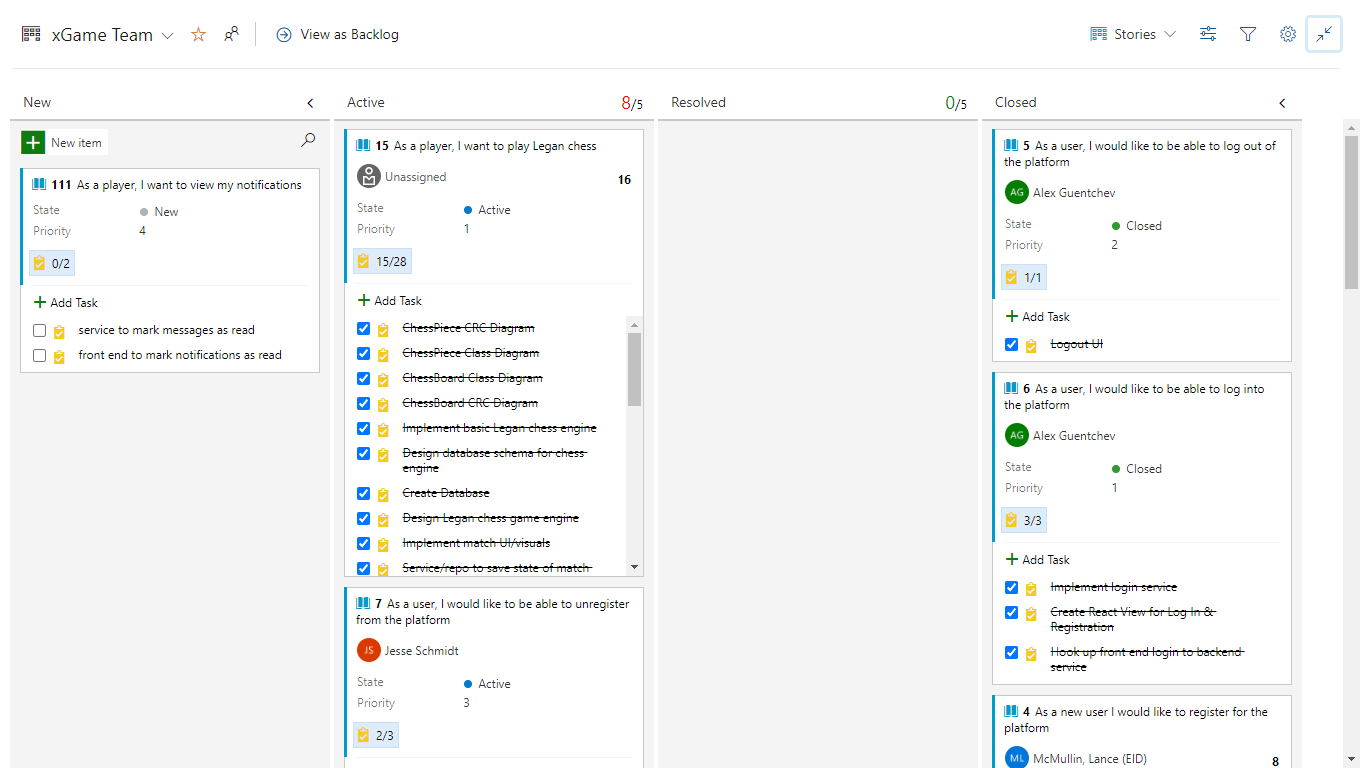 xGame Team
View as Backlog
Stories
New
Active
8/5
Resolved
0/5
Closed
New item
111 As a player, I want to view my notifications
State
New
Priority
4
0/2
Add Task
service to mark messages as read
front end to mark notifications as read
15 As a player, I want to play Legan chess
Unassigned
16
State
Active
Priority
1
15/28
Add Task
ChessPiece CRC Diagram
ChessPiece Class Diagram
ChessBoard Class Diagram
ChessBoard CRC Diagram
Implement basic Legan chess engine
Design database schema for chess
engine
Create Database
Design Legan chess game engine
Implement match UI/visuals
Service/repo to save state of match
7 As a user, I would like to be able to unregister
from the platform
JS
Jesse Schmidt
State
Active
Priority
3
2/3
5 As a user, I would like to be able to log out of
the platform
AG
Alex Guentchev
State
Closed
Priority
2
1/1
Add Task
Logout UI
6 As a user, I would like to be able to log into
the platform
AG
Alex Guentchev
State
Closed
Priority
1
3/3
Add Task
Implement login service
Create React View for Log In &
Registration
Hook up front end login to backend
service
4 As a new user I would like to register for the
platform
ML
McMullin, Lance (EID)
8